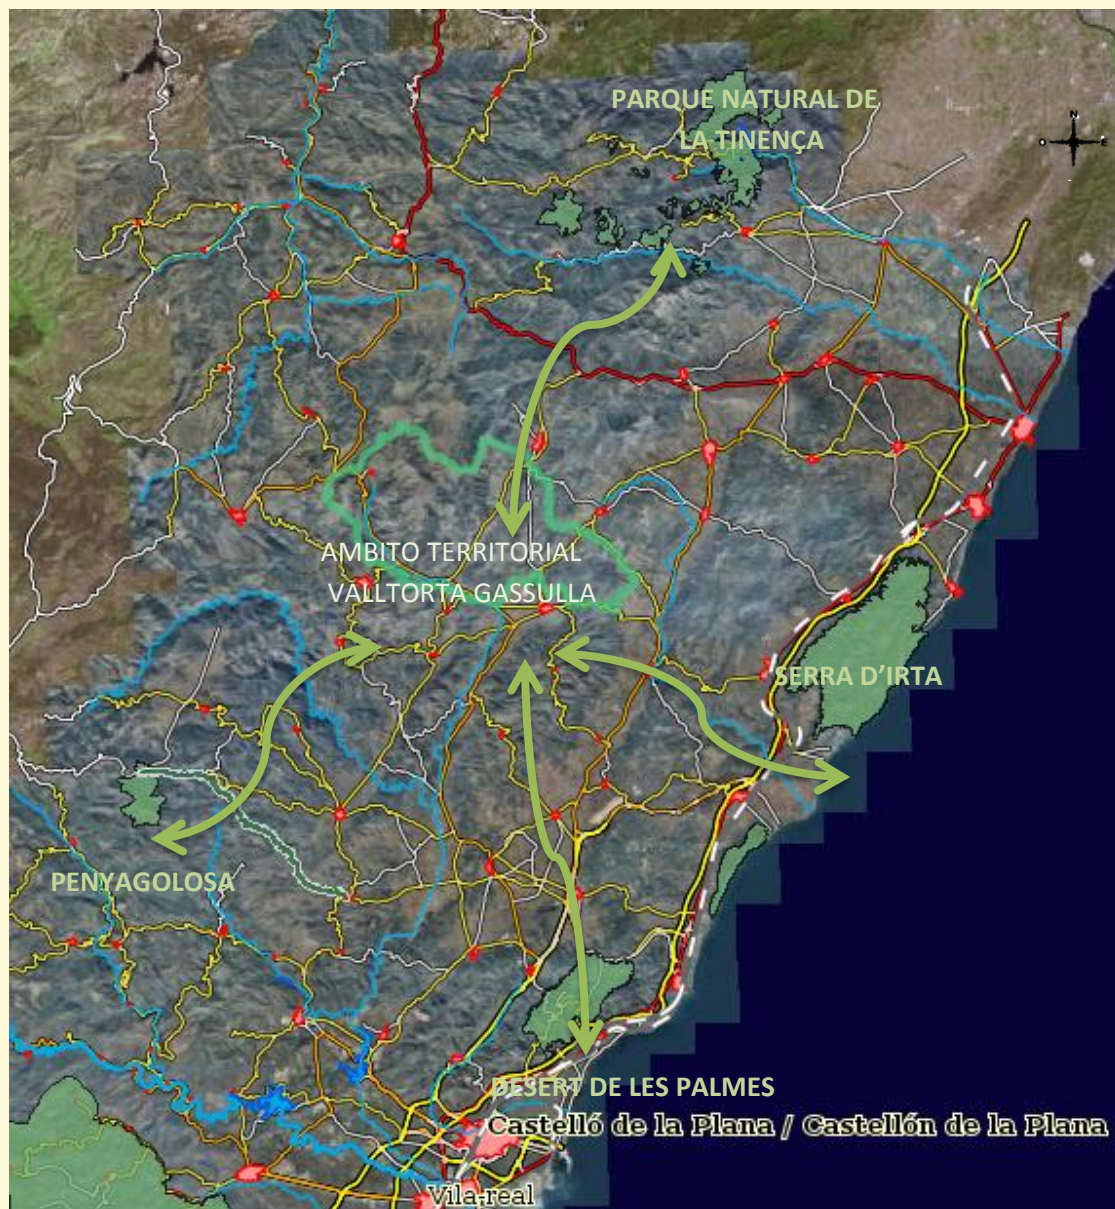 PARQUE NATURAL DE
LA TINENÇA
N
AMBITO TERRITORIAL
VALLTORTA GASSULLA
SERRA D'IRTA
PENYAGOLOSA
DESERT DE LES PALMES
Castelló de la Plana / Castellón de la Plana
Vila-real